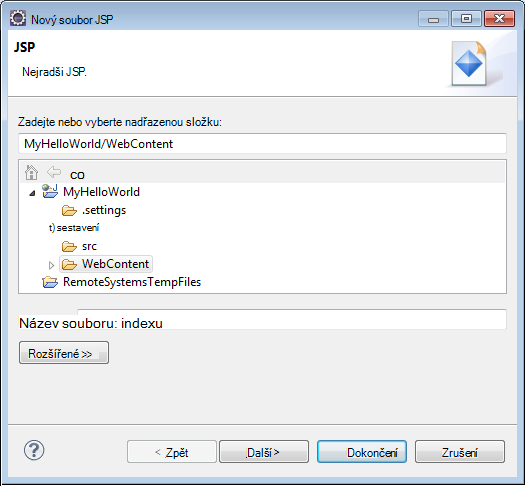 Nový soubor JSP
JSP
Nejradši JSP.
Zadejte nebo vyberte nadřazenou složku:
MyHelloWorld/WebContent
co
MyHelloWorld
.settings
t) sestavení
src
WebContent
RemoteSystemsTempFiles
Název souboru: indexu
Rozšířené >>
< Zpět Další > Dokončení Zrušení